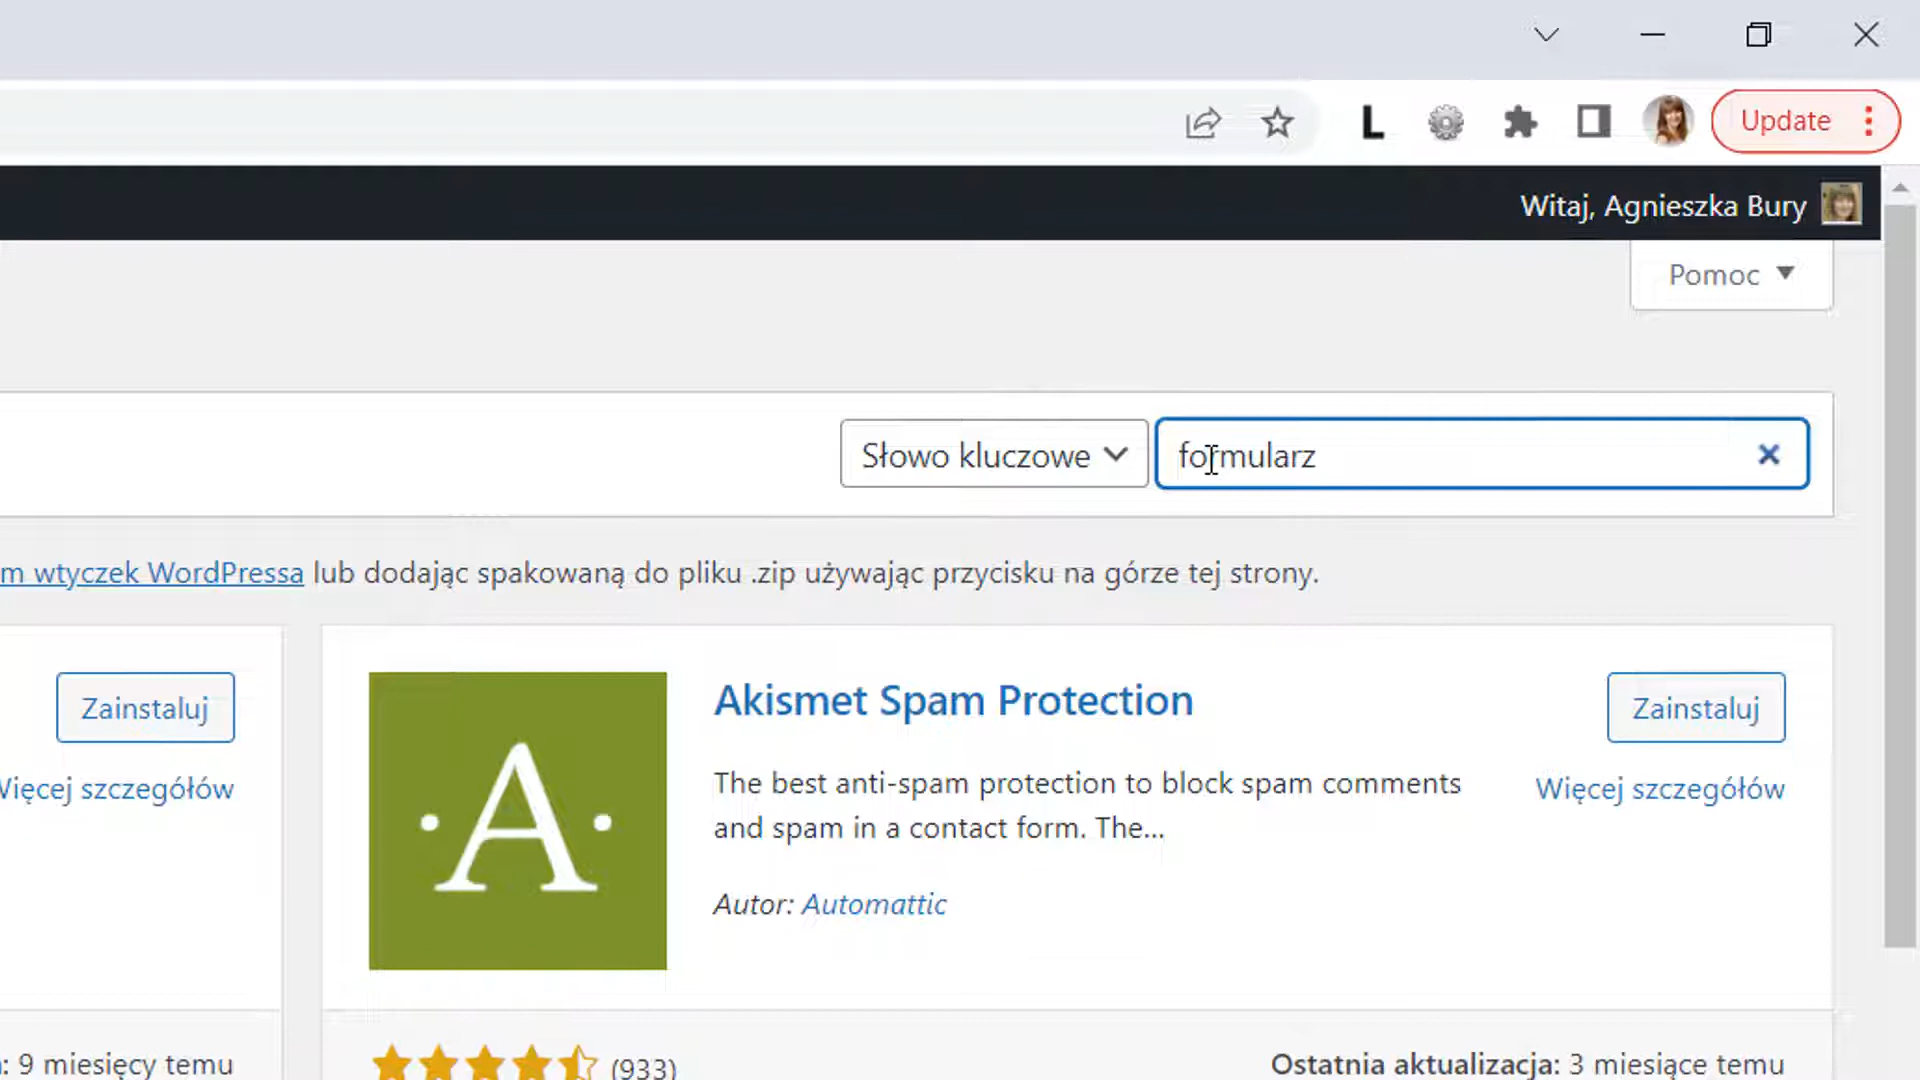 Update
Witaj, Agnieszka Bury
Pomoc
Słowo kluczowe
formularz
m wtyczek WordPressa lub dodając spakowaną do pliku .zip używając przycisku na górze tej strony.
Zainstaluj
Więcej szczegółów
A
Akismet Spam Protection
Zainstaluj
The best anti-spam protection to block spam comments
and spam in a contact form. The...
Więcej szczegółów
Autor: Automattic
: 9 miesięcy temu
(933)
Ostatnia aktualizacja: 3 miesiące temu